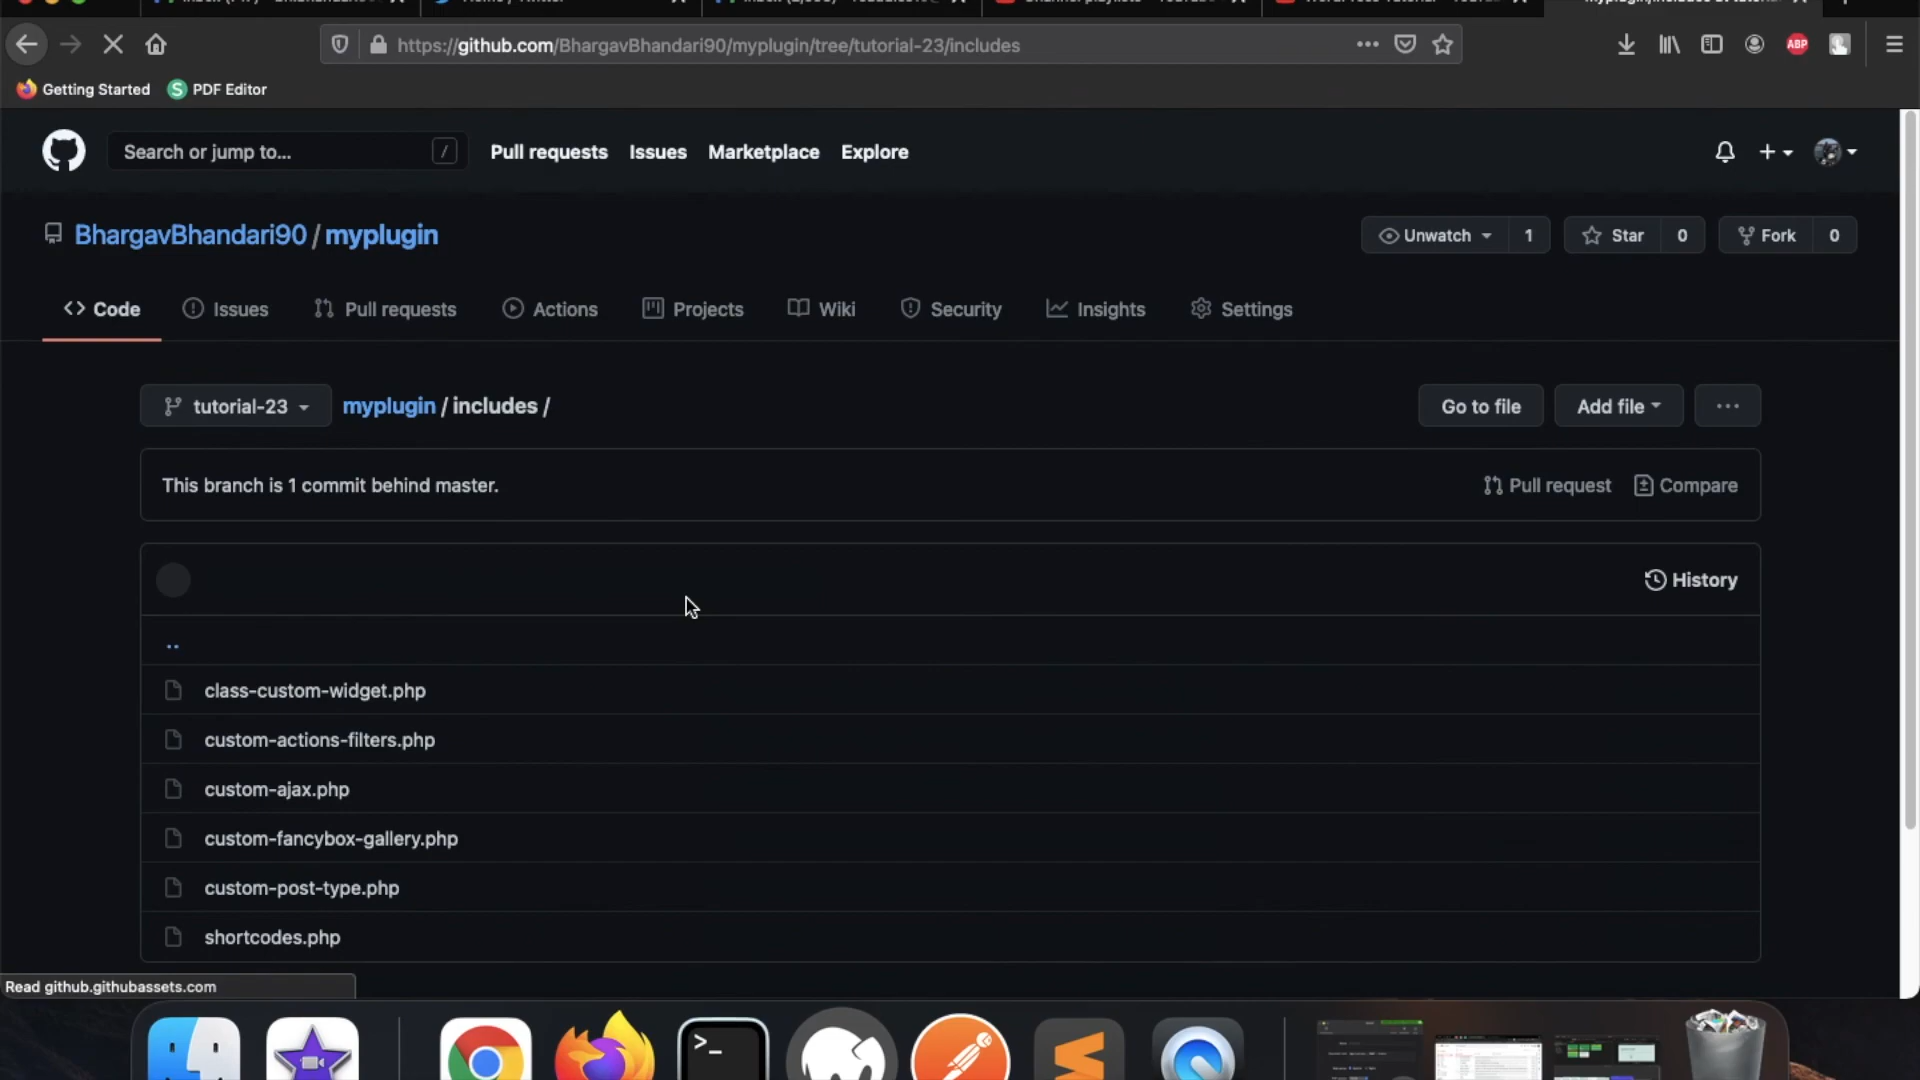 https://github.com/BhargavBhandari90/myplugin/tree/tutorial-23/includes
ABP
Getting Started
PDF Editor
Search or jump to...
/
Pull requests
Issues
Marketplace
Explore
BhargavBhandari90 / myplugin
Unwatch 1
Star 0
Fork 0
Code
Issues
Pull requests
Actions
Projects
Wiki
Security
Insights
Settings
tutorial-23
myplugin / includes /
Go to file
Add file
This branch is 1 commit behind master.
Pull request
Compare
History
..
class-custom-widget.php
custom-actions-filters.php
custom-ajax.php
custom-fancybox-gallery.php
custom-post-type.php
shortcodes.php
Read github.githubassets.com